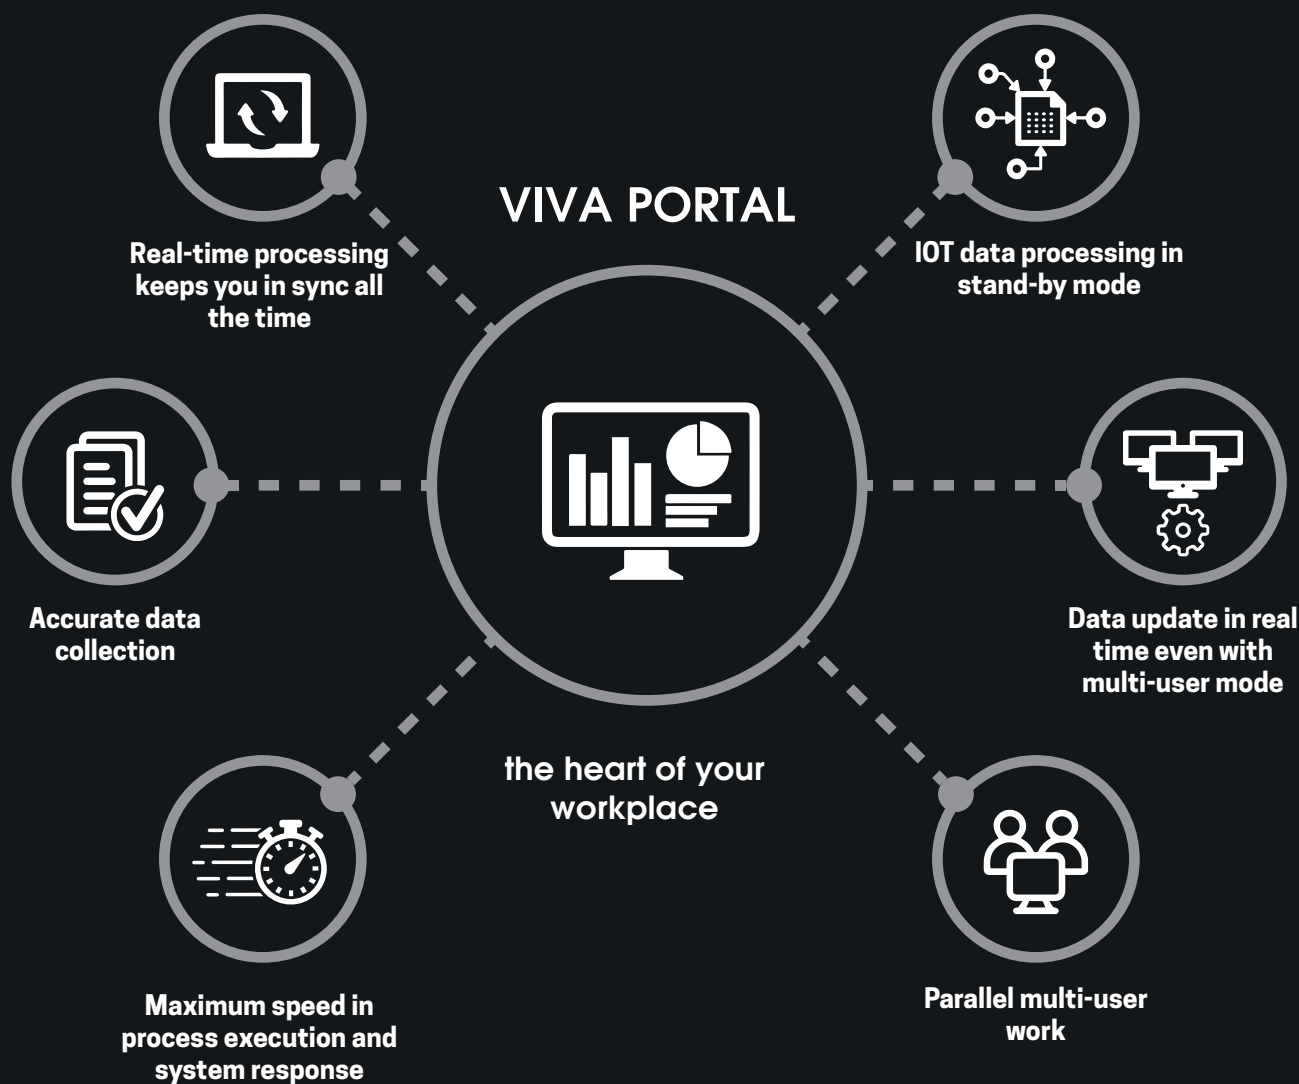 VIVA PORTAL
Real-time processing
keeps you in sync all
the time
IOT data processing in
stand-by mode
Accurate data
collection
Data update in real
time even with
multi-user mode
the heart of your
workplace
Maximum speed in
process execution and
system response
Parallel multi-user
work